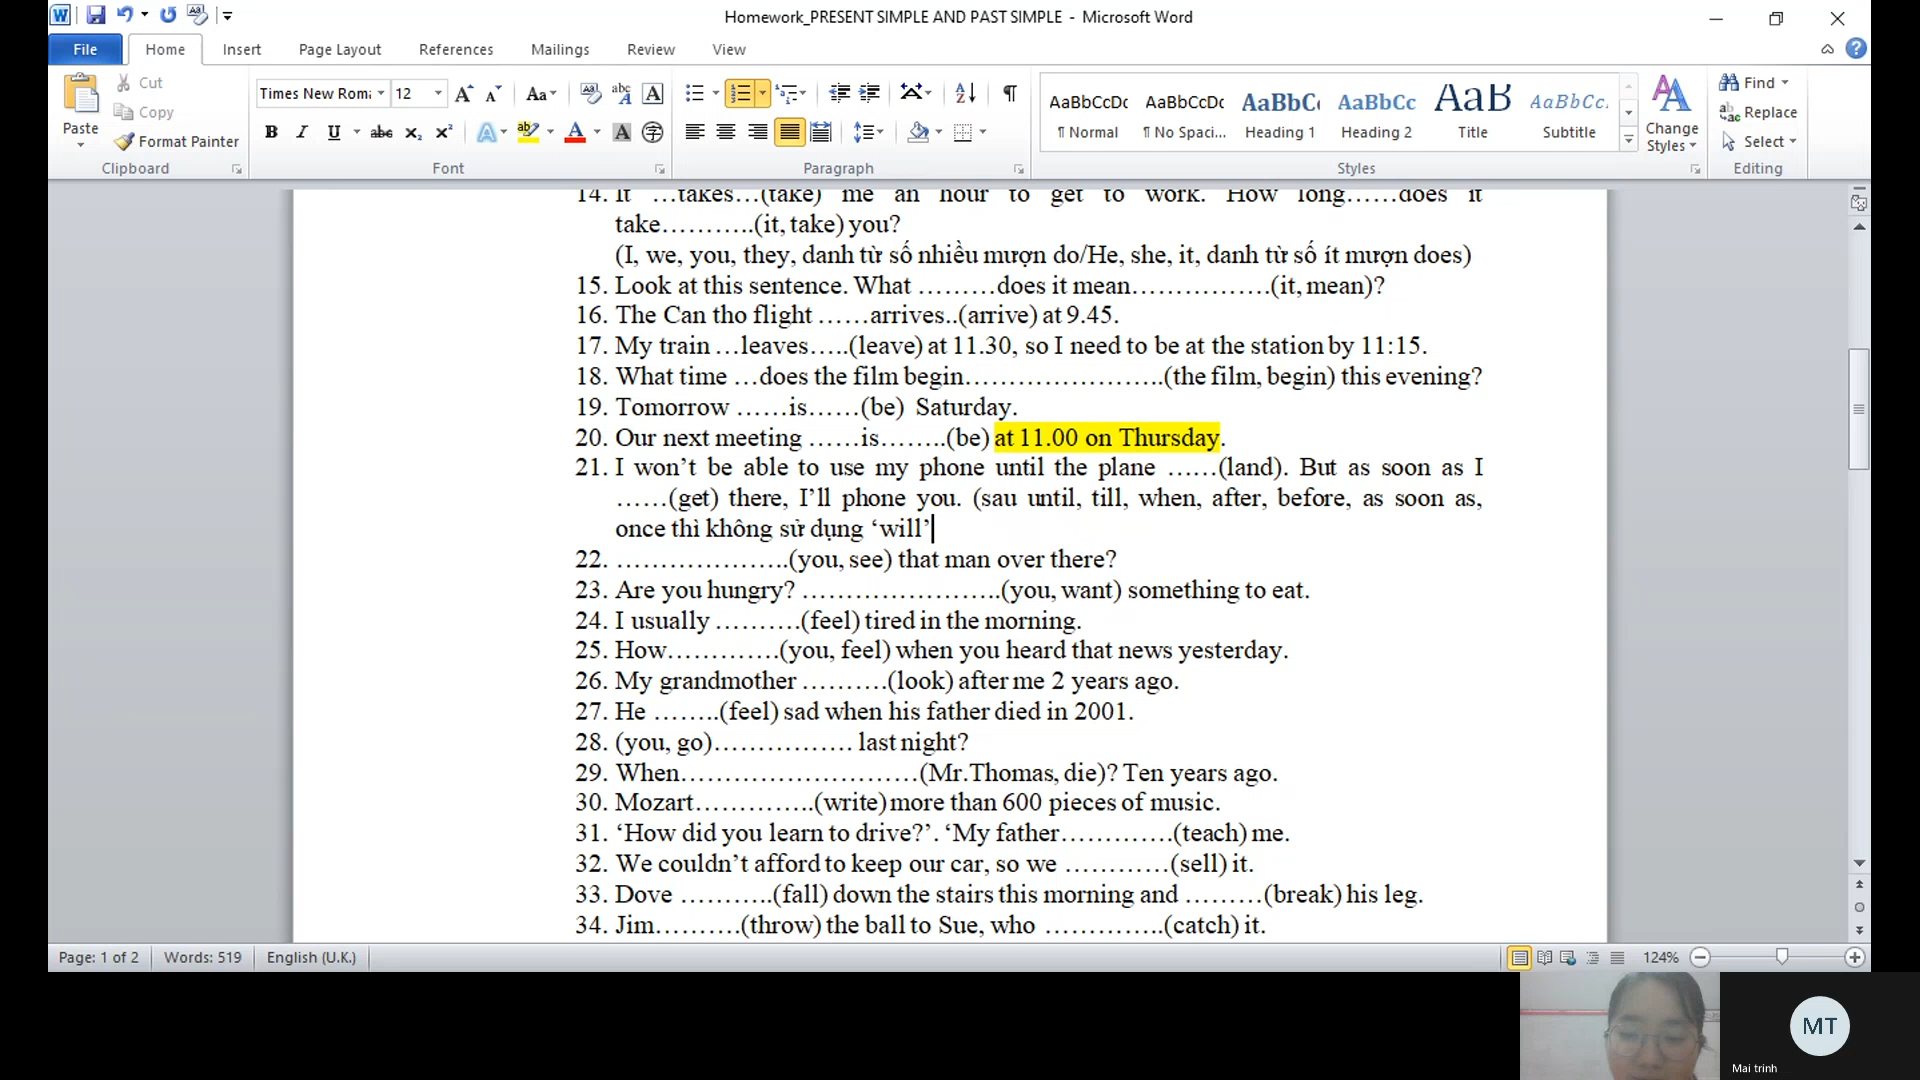 Homework_PRESENT SIMPLE AND PAST SIMPLE - Microsoft Word
File Home Insert Page Layout References Mailings Review View
Paste
Cut
Copy
Format Painter
Clipboard
Times New Roma 12
Font
Paragraph
AaBbCcDc AaBbCcDc AaBbC AaBbCc AaB AaBbCc.
¶ Normal ¶ No Spaci... Heading 1 Heading 2 Title Subtitle
Change Styles
Styles
Find
Replace
Select
Editing
14. It …takes…(take) me an hour to get to work. How long……does it
take………..(it, take) you?
(I, we, you, they, danh từ số nhiều mượn do/He, she, it, danh từ số ít mượn does)
15. Look at this sentence. What ………does it mean……………(it, mean)?
16. The Can tho flight ……arrives..(arrive) at 9.45.
17. My train …leaves…..(leave) at 11.30, so I need to be at the station by 11:15.
18. What time …does the film begin…………………..(the film, begin) this evening?
19. Tomorrow ……is……(be) Saturday.
20. Our next meeting ……is……..(be) at 11.00 on Thursday.
21. I won’t be able to use my phone until the plane ……(land). But as soon as I
……(get) there, I’ll phone you. (sau until, till, when, after, before, as soon as,
once thì không sử dụng ‘will’
22. ……………….(you, see) that man over there?
23. Are you hungry? ………………….(you, want) something to eat.
24. I usually ……….(feel) tired in the morning.
25. How………….(you, feel) when you heard that news yesterday.
26. My grandmother ……….(look) after me 2 years ago.
27. He ……..(feel) sad when his father died in 2001.
28. (you, go)…………… last night?
29. When………………………(Mr.Thomas, die)? Ten years ago.
30. Mozart…………..(write) more than 600 pieces of music.
31. ‘How did you learn to drive?’. ‘My father………….(teach) me.
32. We couldn’t afford to keep our car, so we …………(sell) it.
33. Dove ………..(fall) down the stairs this morning and ………(break) his leg.
34. Jim……….(throw) the ball to Sue, who …………..(catch) it.
Page: 1 of 2 Words: 519 English (U.K.) 124%
MT
Mai trinh